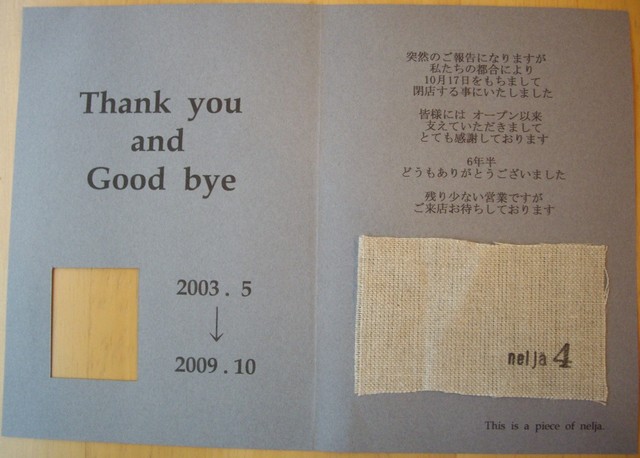 Thank you
and
Good bye
2003 . 5
↓
2009 . 10
突然のご報告になりますが
私たちの都合により
10月17日をもちまして
閉店する事にいたしました
皆様には オープン以来
支えていただきまして
とても感謝しております
6年半
どうもありがとうございました
残り少ない営業ですが
ご来店お待ちしております
nelja 4
This is a piece of nelja.